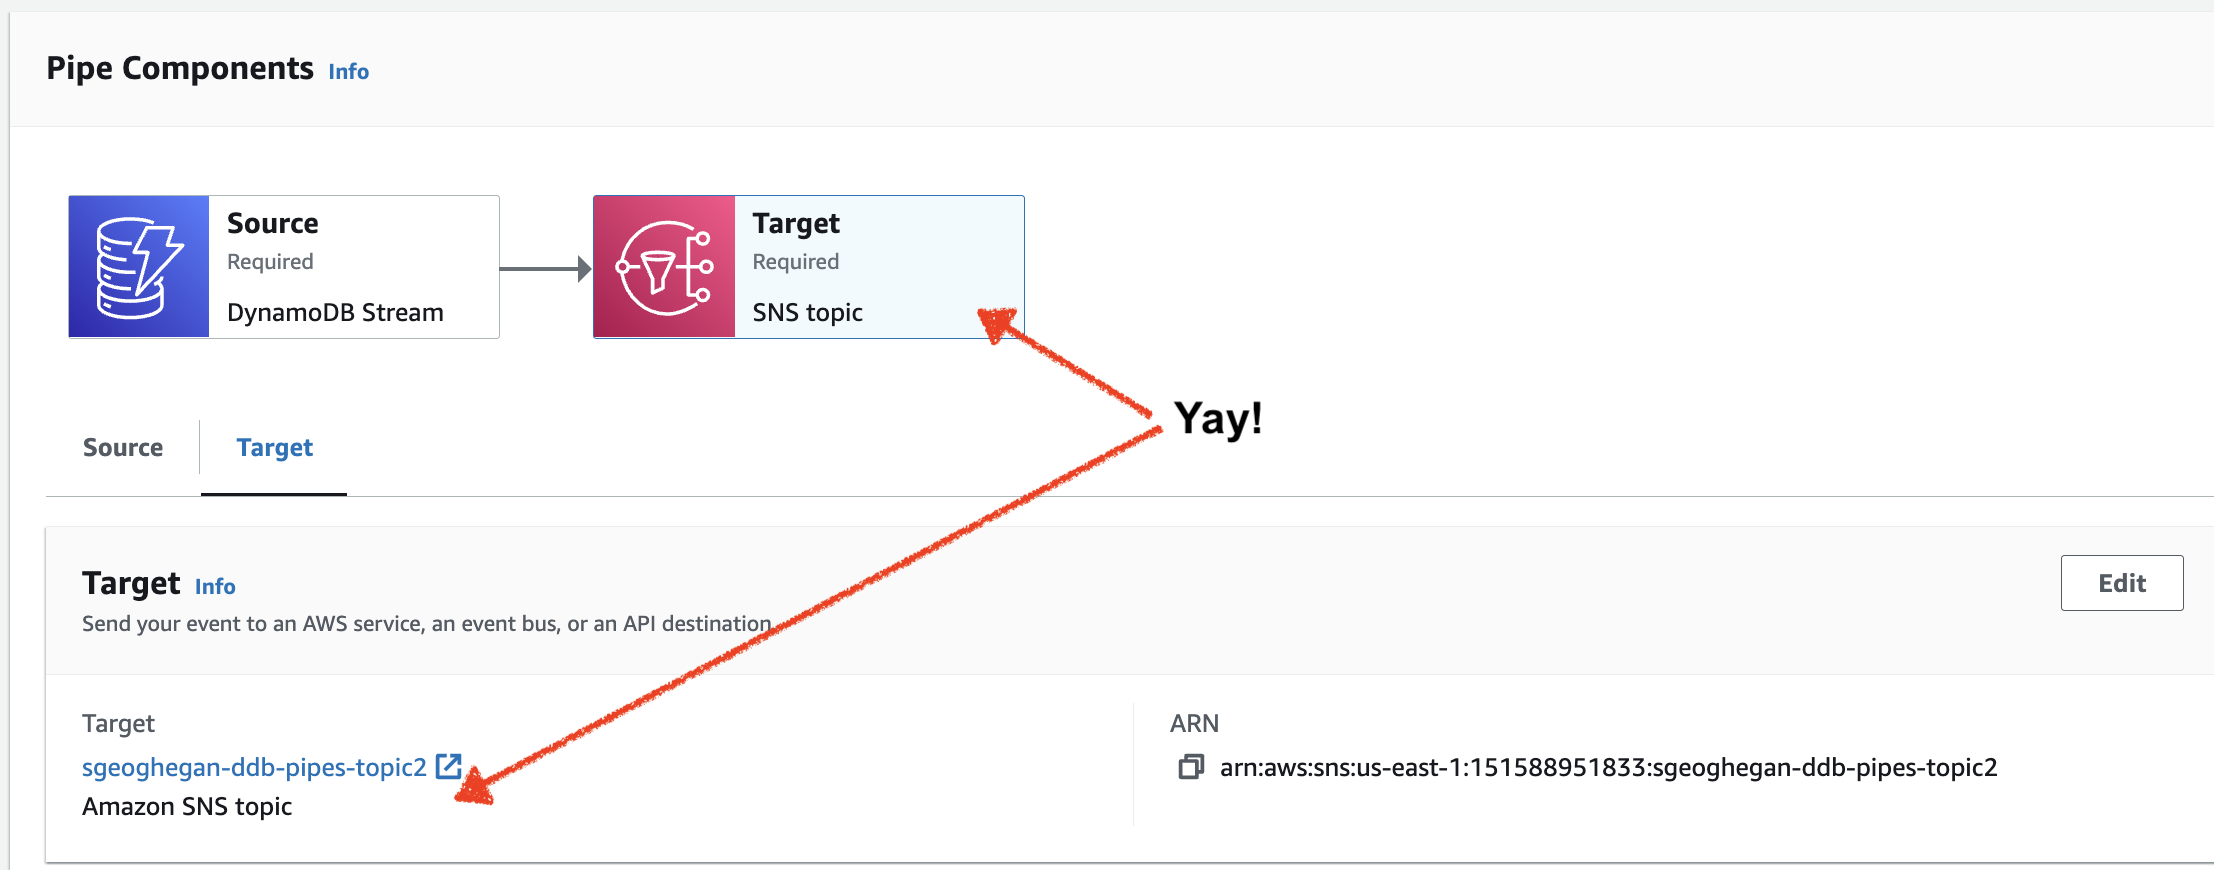 Pipe Components Info
Source
Required
DynamoDB Stream
Target
Required
SNS topic
Yay!
Source
Target
Target Info
Send your event to an AWS service, an event bus, or an API destination
Edit
Target
sgeoghegan-ddb-pipes-topic2
Amazon SNS topic
ARN
arn:aws:sns:us-east-1:151588951833:sgeoghegan-ddb-pipes-topic2